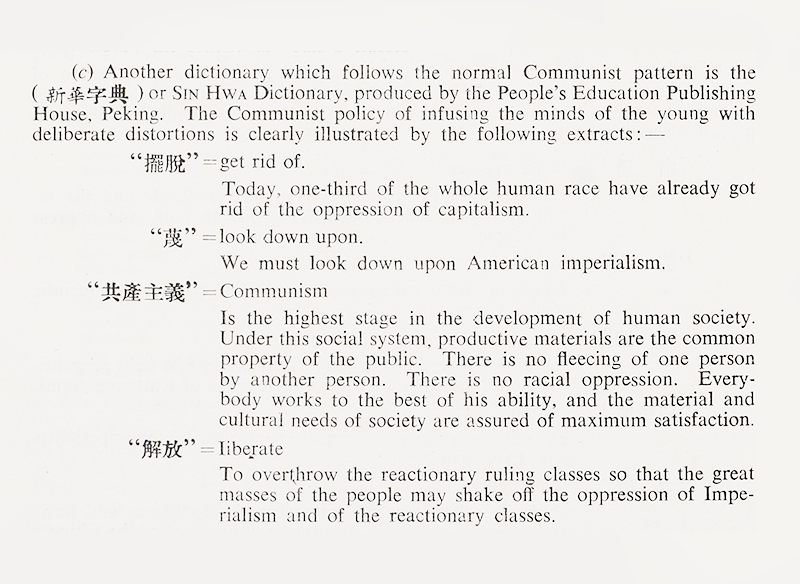 (c) Another dictionary which follows the normal Communist pattern is the
(新華字典) or SIN HWA Dictionary, produced by the People's Education Publishing
House, Peking. The Communist policy of infusing the minds of the young with
deliberate distortions is clearly illustrated by the following extracts:—
“擺脫”=get rid of.
Today, one-third of the whole human race have already got
rid of the oppression of capitalism.
“蔑”=look down upon.
We must look down upon American imperialism.
“共產主義”=Communism
Is the highest stage in the development of human society.
Under this social system, productive materials are the common
property of the public. There is no fleecing of one person
by another person. There is no racial oppression. Every-
body works to the best of his ability, and the material and
cultural needs of society are assured of maximum satisfaction.
“解放”=liberate
To overthrow the reactionary ruling classes so that the great
masses of the people may shake off the oppression of Impe-
rialism and of the reactionary classes.